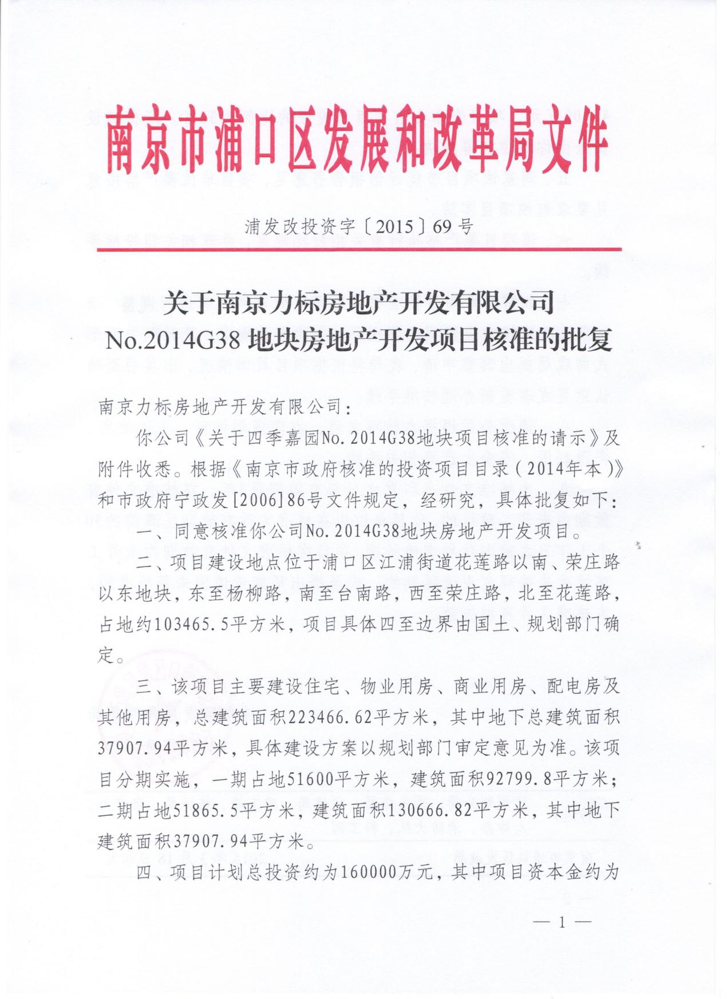 南京市浦口区发展和改革局文件
浦发改投资字〔2015〕69号
关于南京力标房地产开发有限公司
No.2014G38 地块房地产开发项目核准的批复
南京力标房地产开发有限公司：
你公司《关于四季嘉园No.2014G38地块项目核准的请示》及
附件收悉。根据《南京市政府核准的投资项目目录（2014年本）》
和市政府宁政发[2006]86号文件规定，经研究，具体批复如下：
一、同意核准你公司No.2014G38地块房地产开发项目。
二、项目建设地点位于浦口区江浦街道花莲路以南、荣庄路
以东地块，东至杨柳路，南至台南路，西至荣庄路，北至花莲路，
占地约103465.5平方米，项目具体四至边界由国土、规划部门确
定。
三、该项目主要建设住宅、物业用房、商业用房、配电房及
其他用房，总建筑面积223466.62平方米，其中地下总建筑面积
37907.94平方米，具体建设方案以规划部门审定意见为准。该项
目分期实施，一期占地51600平方米，建筑面积92799.8平方米；
二期占地51865.5平方米，建筑面积130666.82平方米，其中地下
建筑面积37907.94平方米。
四、项目计划总投资约为160000万元，其中项目资本金约为
— 1 —